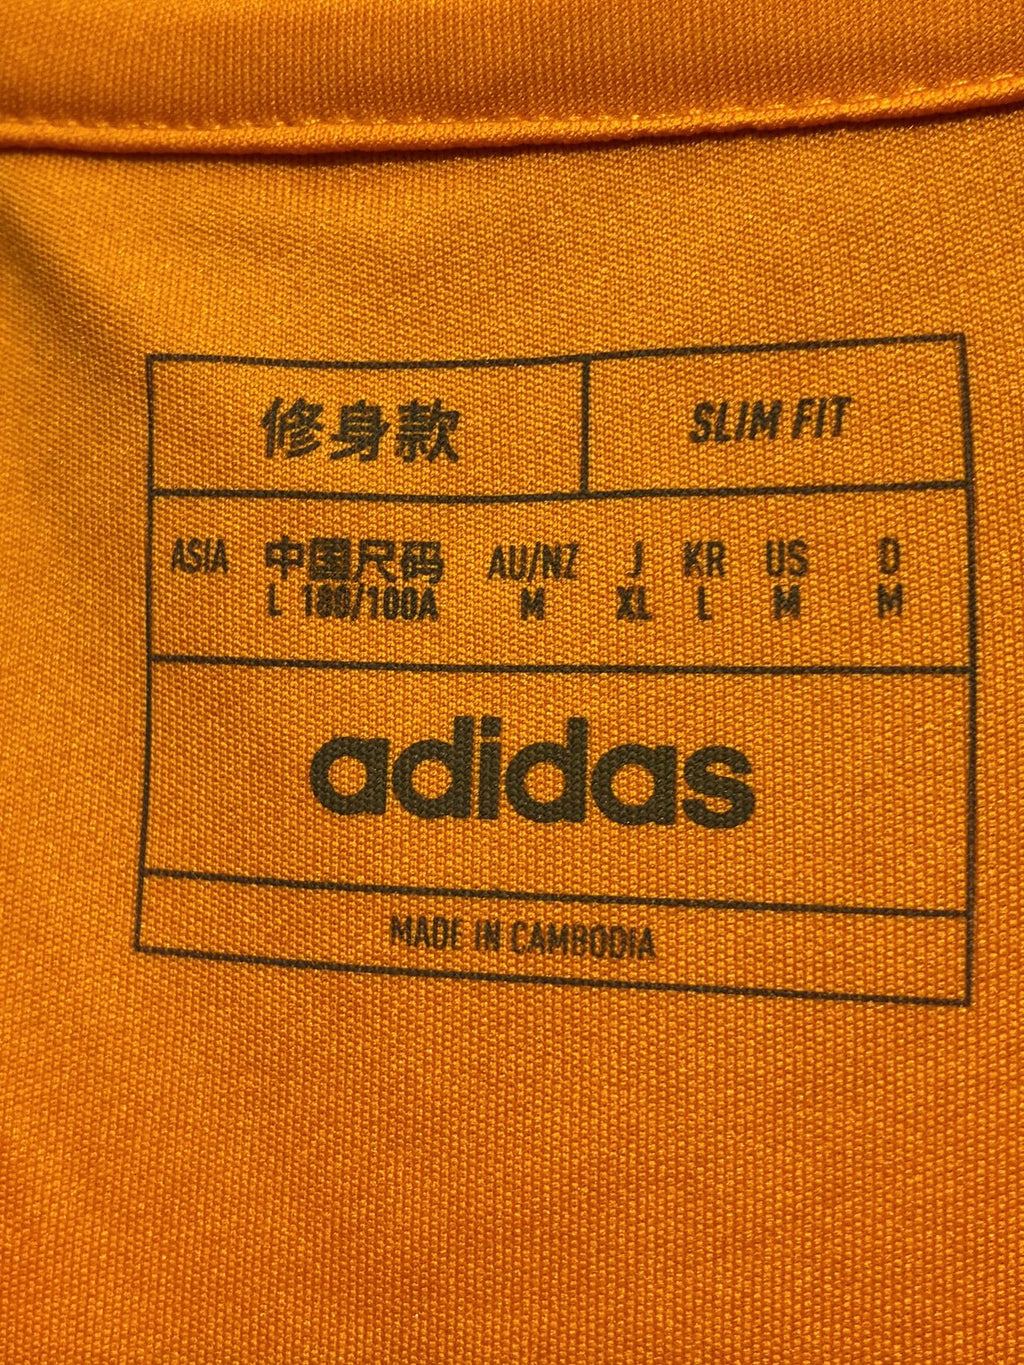 修身款 SLIM FIT
ASIA 中国尺码 AU/NZ J KR US D
L 180/100A M XL L M M
adidas
MADE IN CAMBODIA